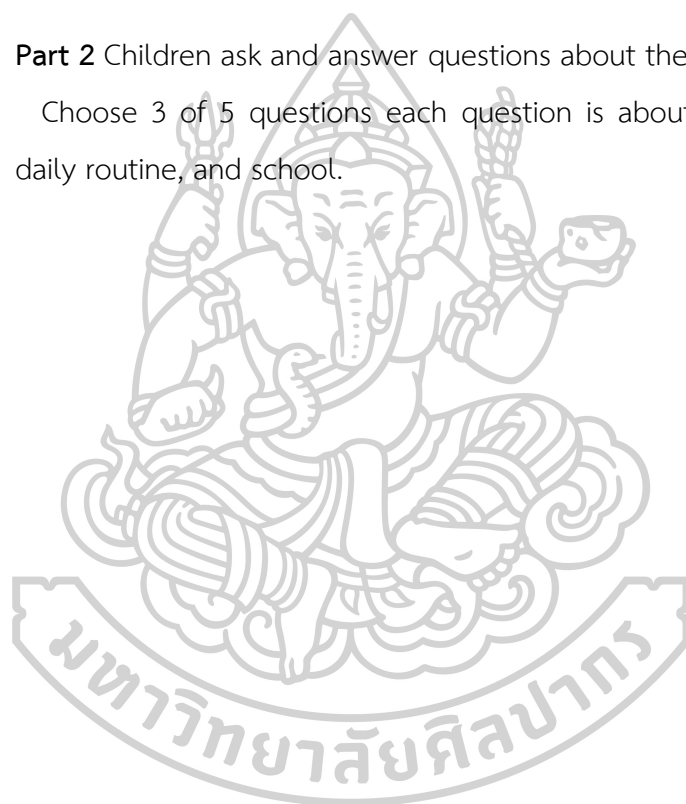 Part 2 Children ask and answer questions about the
Choose 3 of 5 questions each question is about
daily routine, and school.
มหาวิทยาลัยศิลปากร